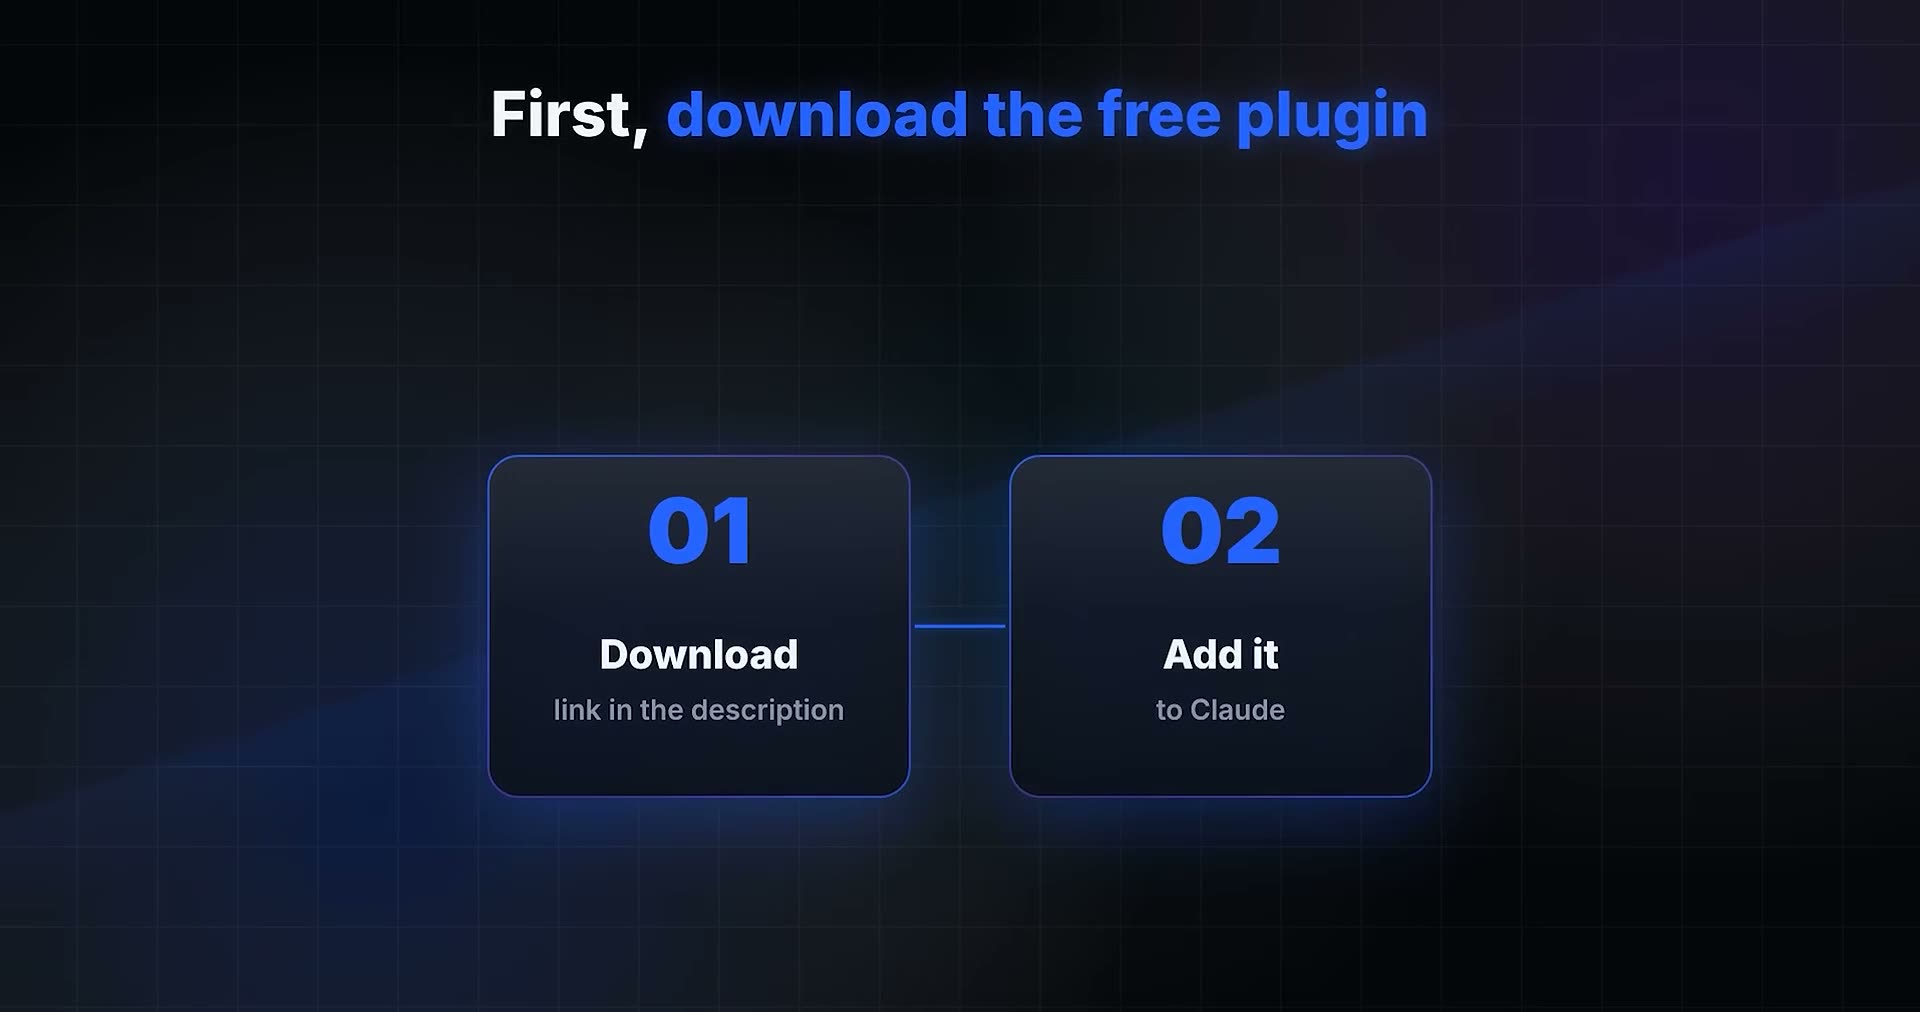 First, download the free plugin
01
Download
link in the description
02
Add it
to Claude